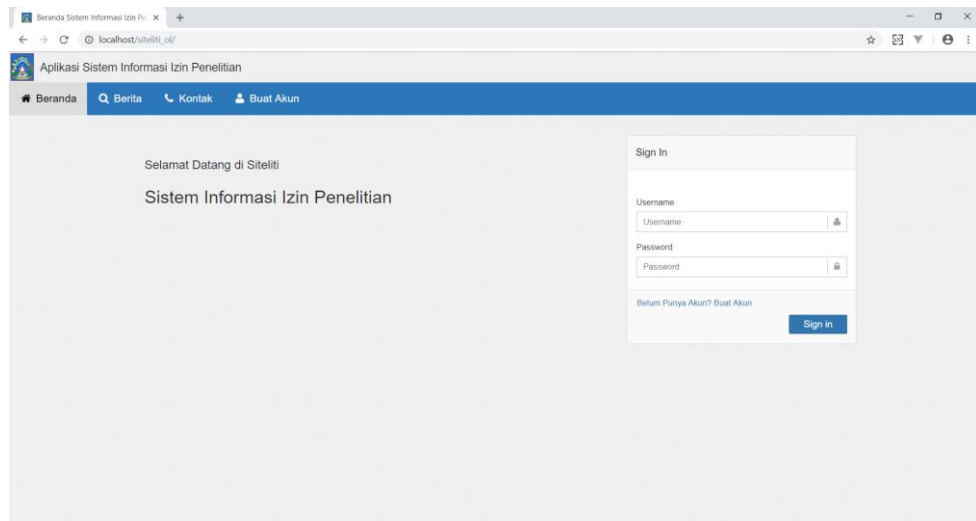 Beranda Sistem Informasi Izin Pe
localhost/siteliti_ol/
Aplikasi Sistem Informasi Izin Penelitian
Beranda
Berita
Kontak
Buat Akun
Selamat Datang di Siteliti
Sistem Informasi Izin Penelitian
Sign In
Username
Username
Password
Password
Belum Punya Akun? Buat Akun
Sign in